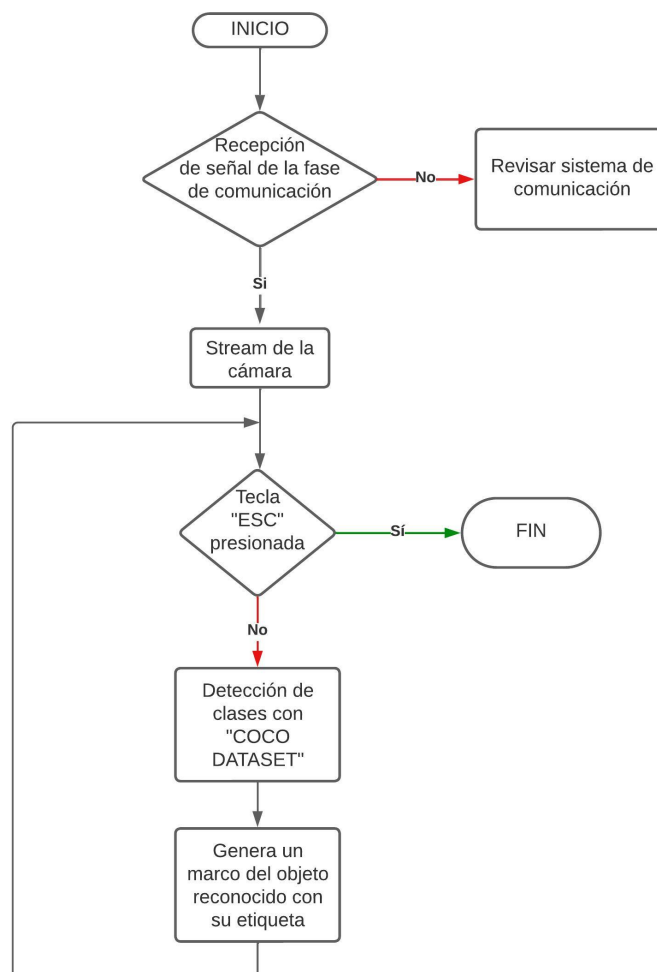 INICIO
Recepción
de señal de la fase
de comunicación
No
Revisar sistema de
comunicación
Si
Stream de la
cámara
Tecla
"ESC"
presionada
Sí
FIN
No
Detección de
clases con
"COCO
DATASET"
Genera un
marco del objeto
reconocido con
su etiqueta